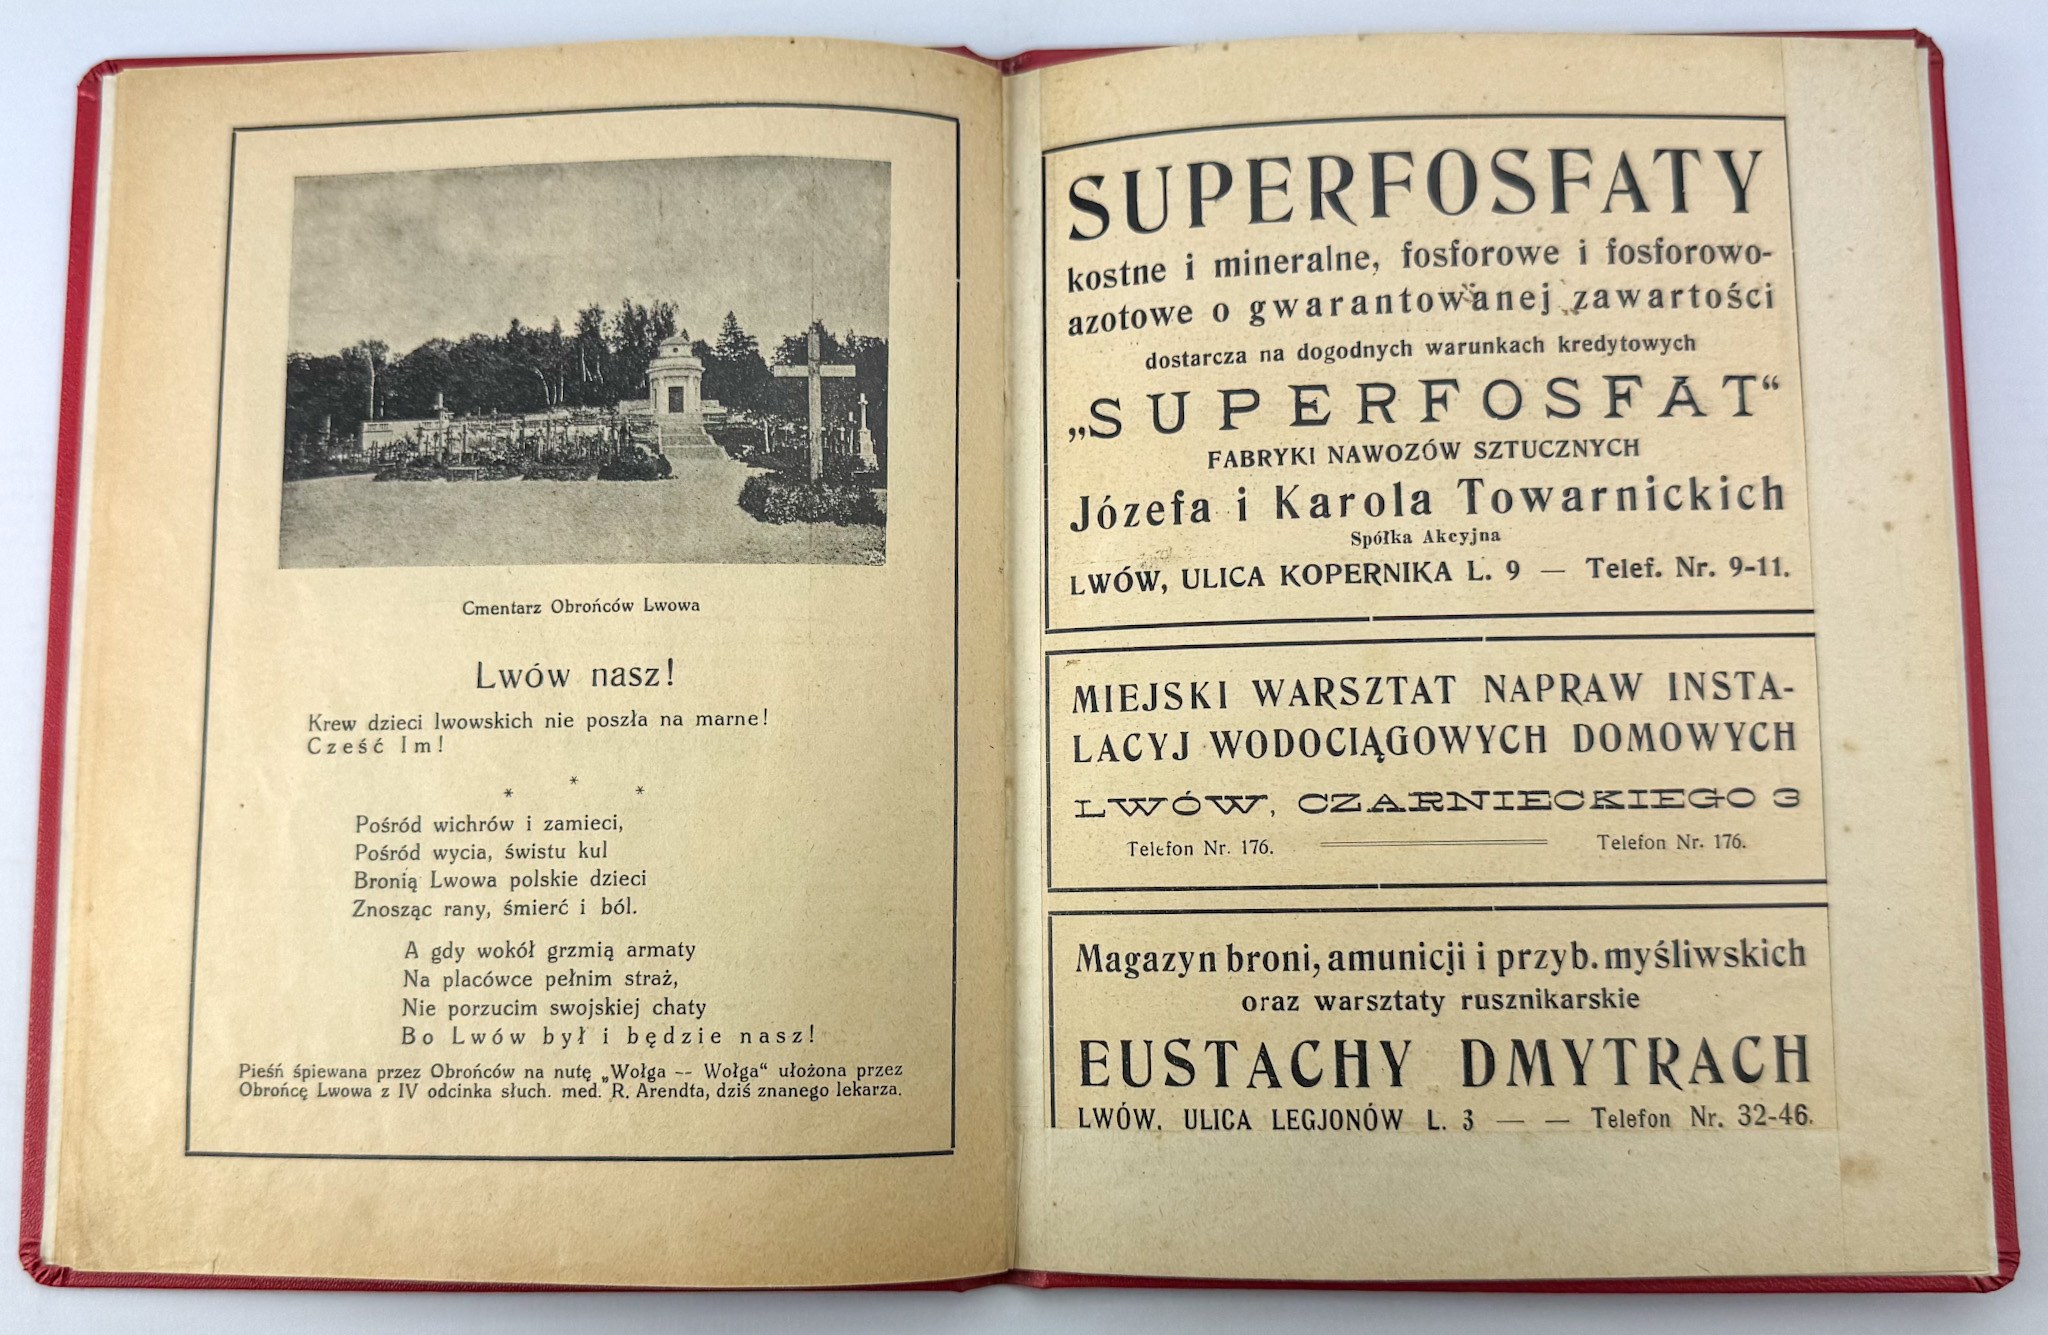 Cmentarz Obrońców Lwowa
Lwów nasz!
Krew dzieci lwowskich nie poszła na marne!
Cześć Im!
* * *
Pośród wichrów i zamieci,
Pośród wycia, świstu kul
Bronią Lwowa polskie dzieci
Znosząc rany, śmierć i ból.
A gdy wokół grzmią armaty
Na placówce pełnim straż,
Nie porzucim swojskiej chaty
Bo Lwów był i będzie nasz!
Pieśń śpiewana przez Obrońców na nutę „Wołga -- Wołga“ ułożona przez
Obrońcę Lwowa z IV odcinka słuch. med. R. Arendta, dziś znanego lekarza.
SUPERFOSFATY
kostne i mineralne, fosforowe i fosforowo-
azotowe o gwarantowanej zawartości
dostarcza na dogodnych warunkach kredytowych
„SUPERFOSFAT“
FABRYKI NAWOZÓW SZTUCZNYCH
Józefa i Karola Towarnickich
Spółka Akcyjna
LWÓW, ULICA KOPERNIKA L. 9 — Telef. Nr. 9-11.
MIEJSKI WARSZTAT NAPRAW INSTA-
LACYJ WODOCIĄGOWYCH DOMOWYCH
LWÓW, CZARNIECKIEGO 3
Telefon Nr. 176. Telefon Nr. 176.
Magazyn broni, amunicji i przyb. myśliwskich
oraz warsztaty rusznikarskie
EUSTACHY DMYTRACH
LWÓW. ULICA LEGJONÓW L. 3 — — Telefon Nr. 32-46.